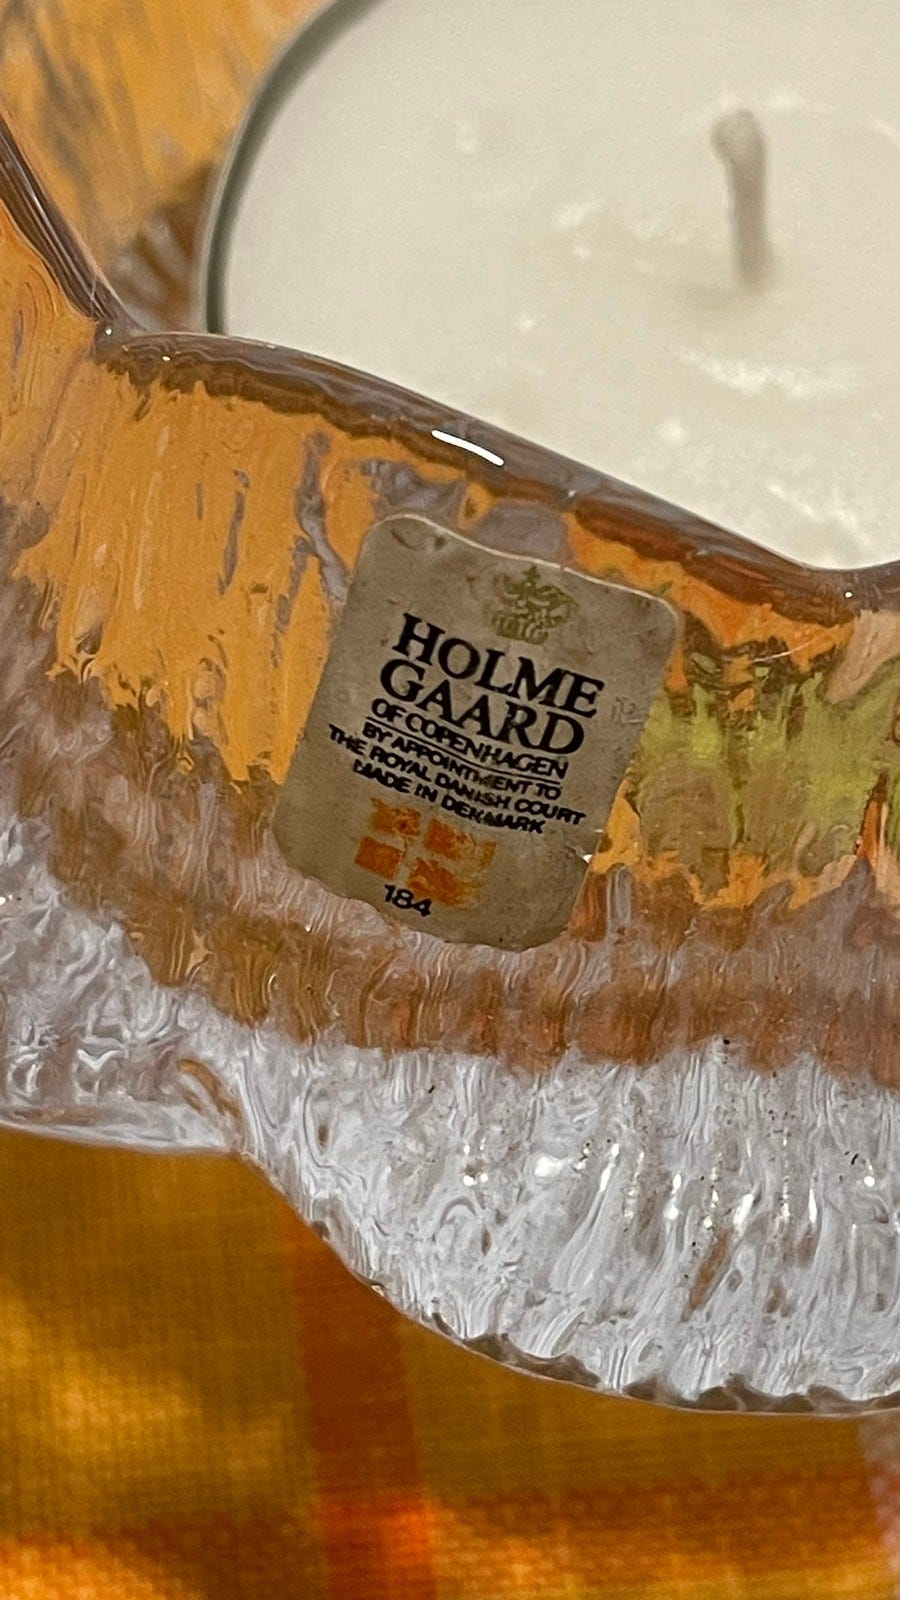 HOLME
GAARD
OF COPENHAGEN
BY APPOINTMENT TO
THE ROYAL DANISH COURT
MADE IN DENMARK
184